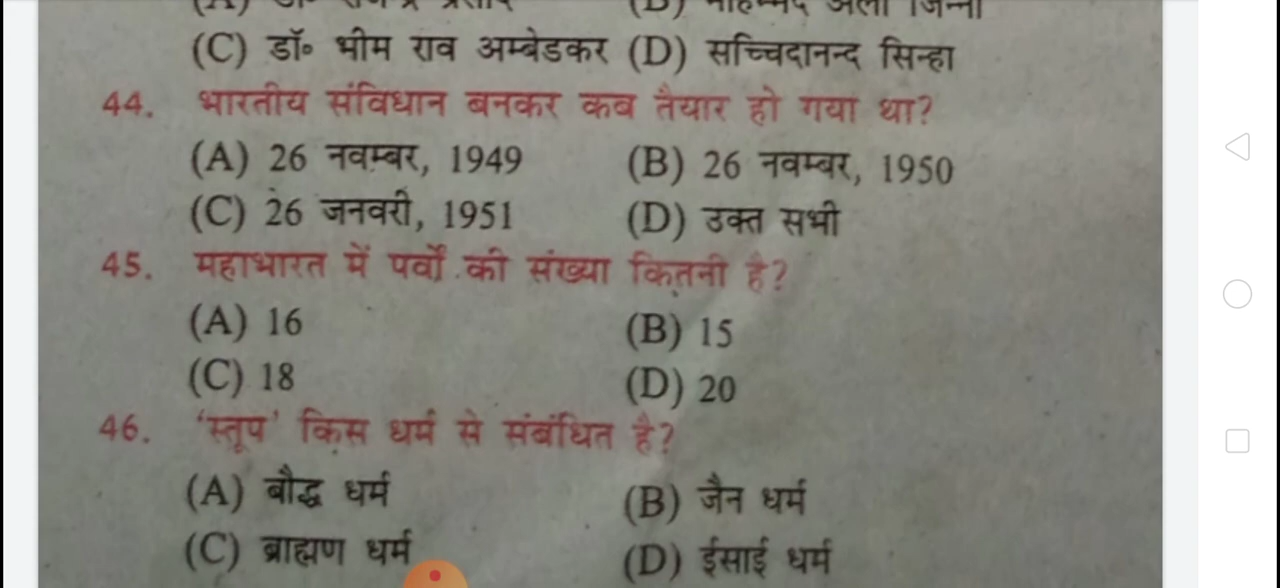 (C) डॉ॰ भीम राव अम्बेडकर (D) सच्चिदानन्द सिन्हा
44. भारतीय संविधान बनकर कब तैयार हो गया था?
(A) 26 नवम्बर, 1949 (B) 26 नवम्बर, 1950
(C) 26 जनवरी, 1951 (D) उक्त सभी
45. महाभारत में पर्वों की संख्या कितनी है?
(A) 16 (B) 15
(C) 18 (D) 20
46. 'स्तूप' किस धर्म से संबंधित है?
(A) बौद्ध धर्म (B) जैन धर्म
(C) ब्राह्मण धर्म (D) ईसाई धर्म